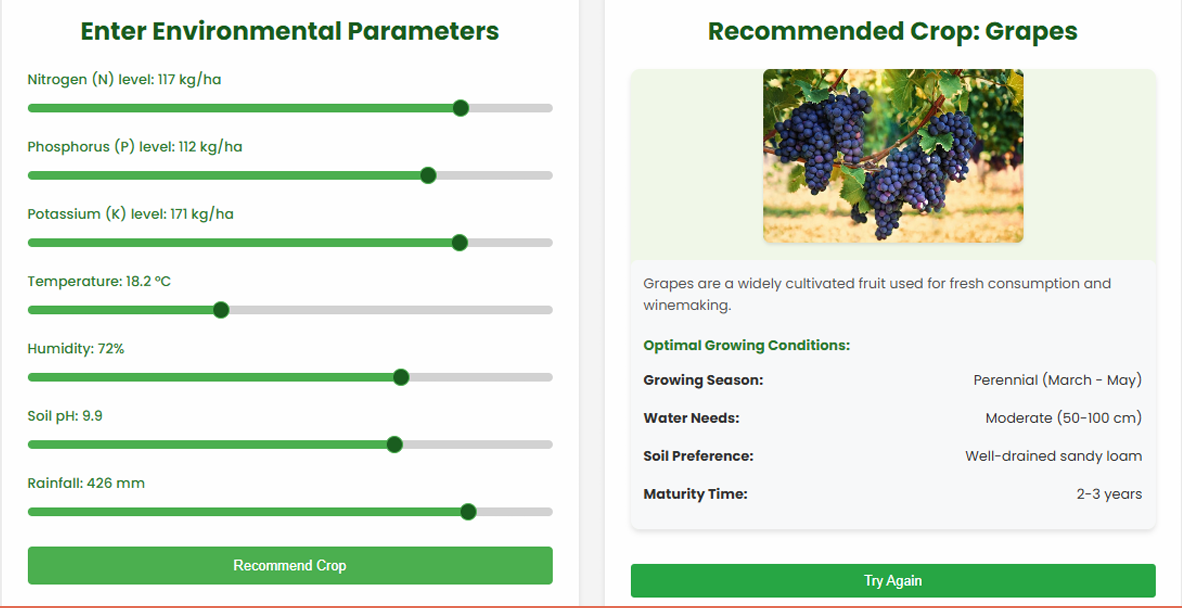 Enter Environmental Parameters
Nitrogen (N) level: 117 kg/ha
Phosphorus (P) level: 112 kg/ha
Potassium (K) level: 171 kg/ha
Temperature: 18.2 °C
Humidity: 72%
Soil pH: 9.9
Rainfall: 426 mm
Recommend Crop
Recommended Crop: Grapes
Grapes are a widely cultivated fruit used for fresh consumption and
winemaking.
Optimal Growing Conditions:
Growing Season: Perennial (March - May)
Water Needs: Moderate (50-100 cm)
Soil Preference: Well-drained sandy loam
Maturity Time: 2-3 years
Try Again